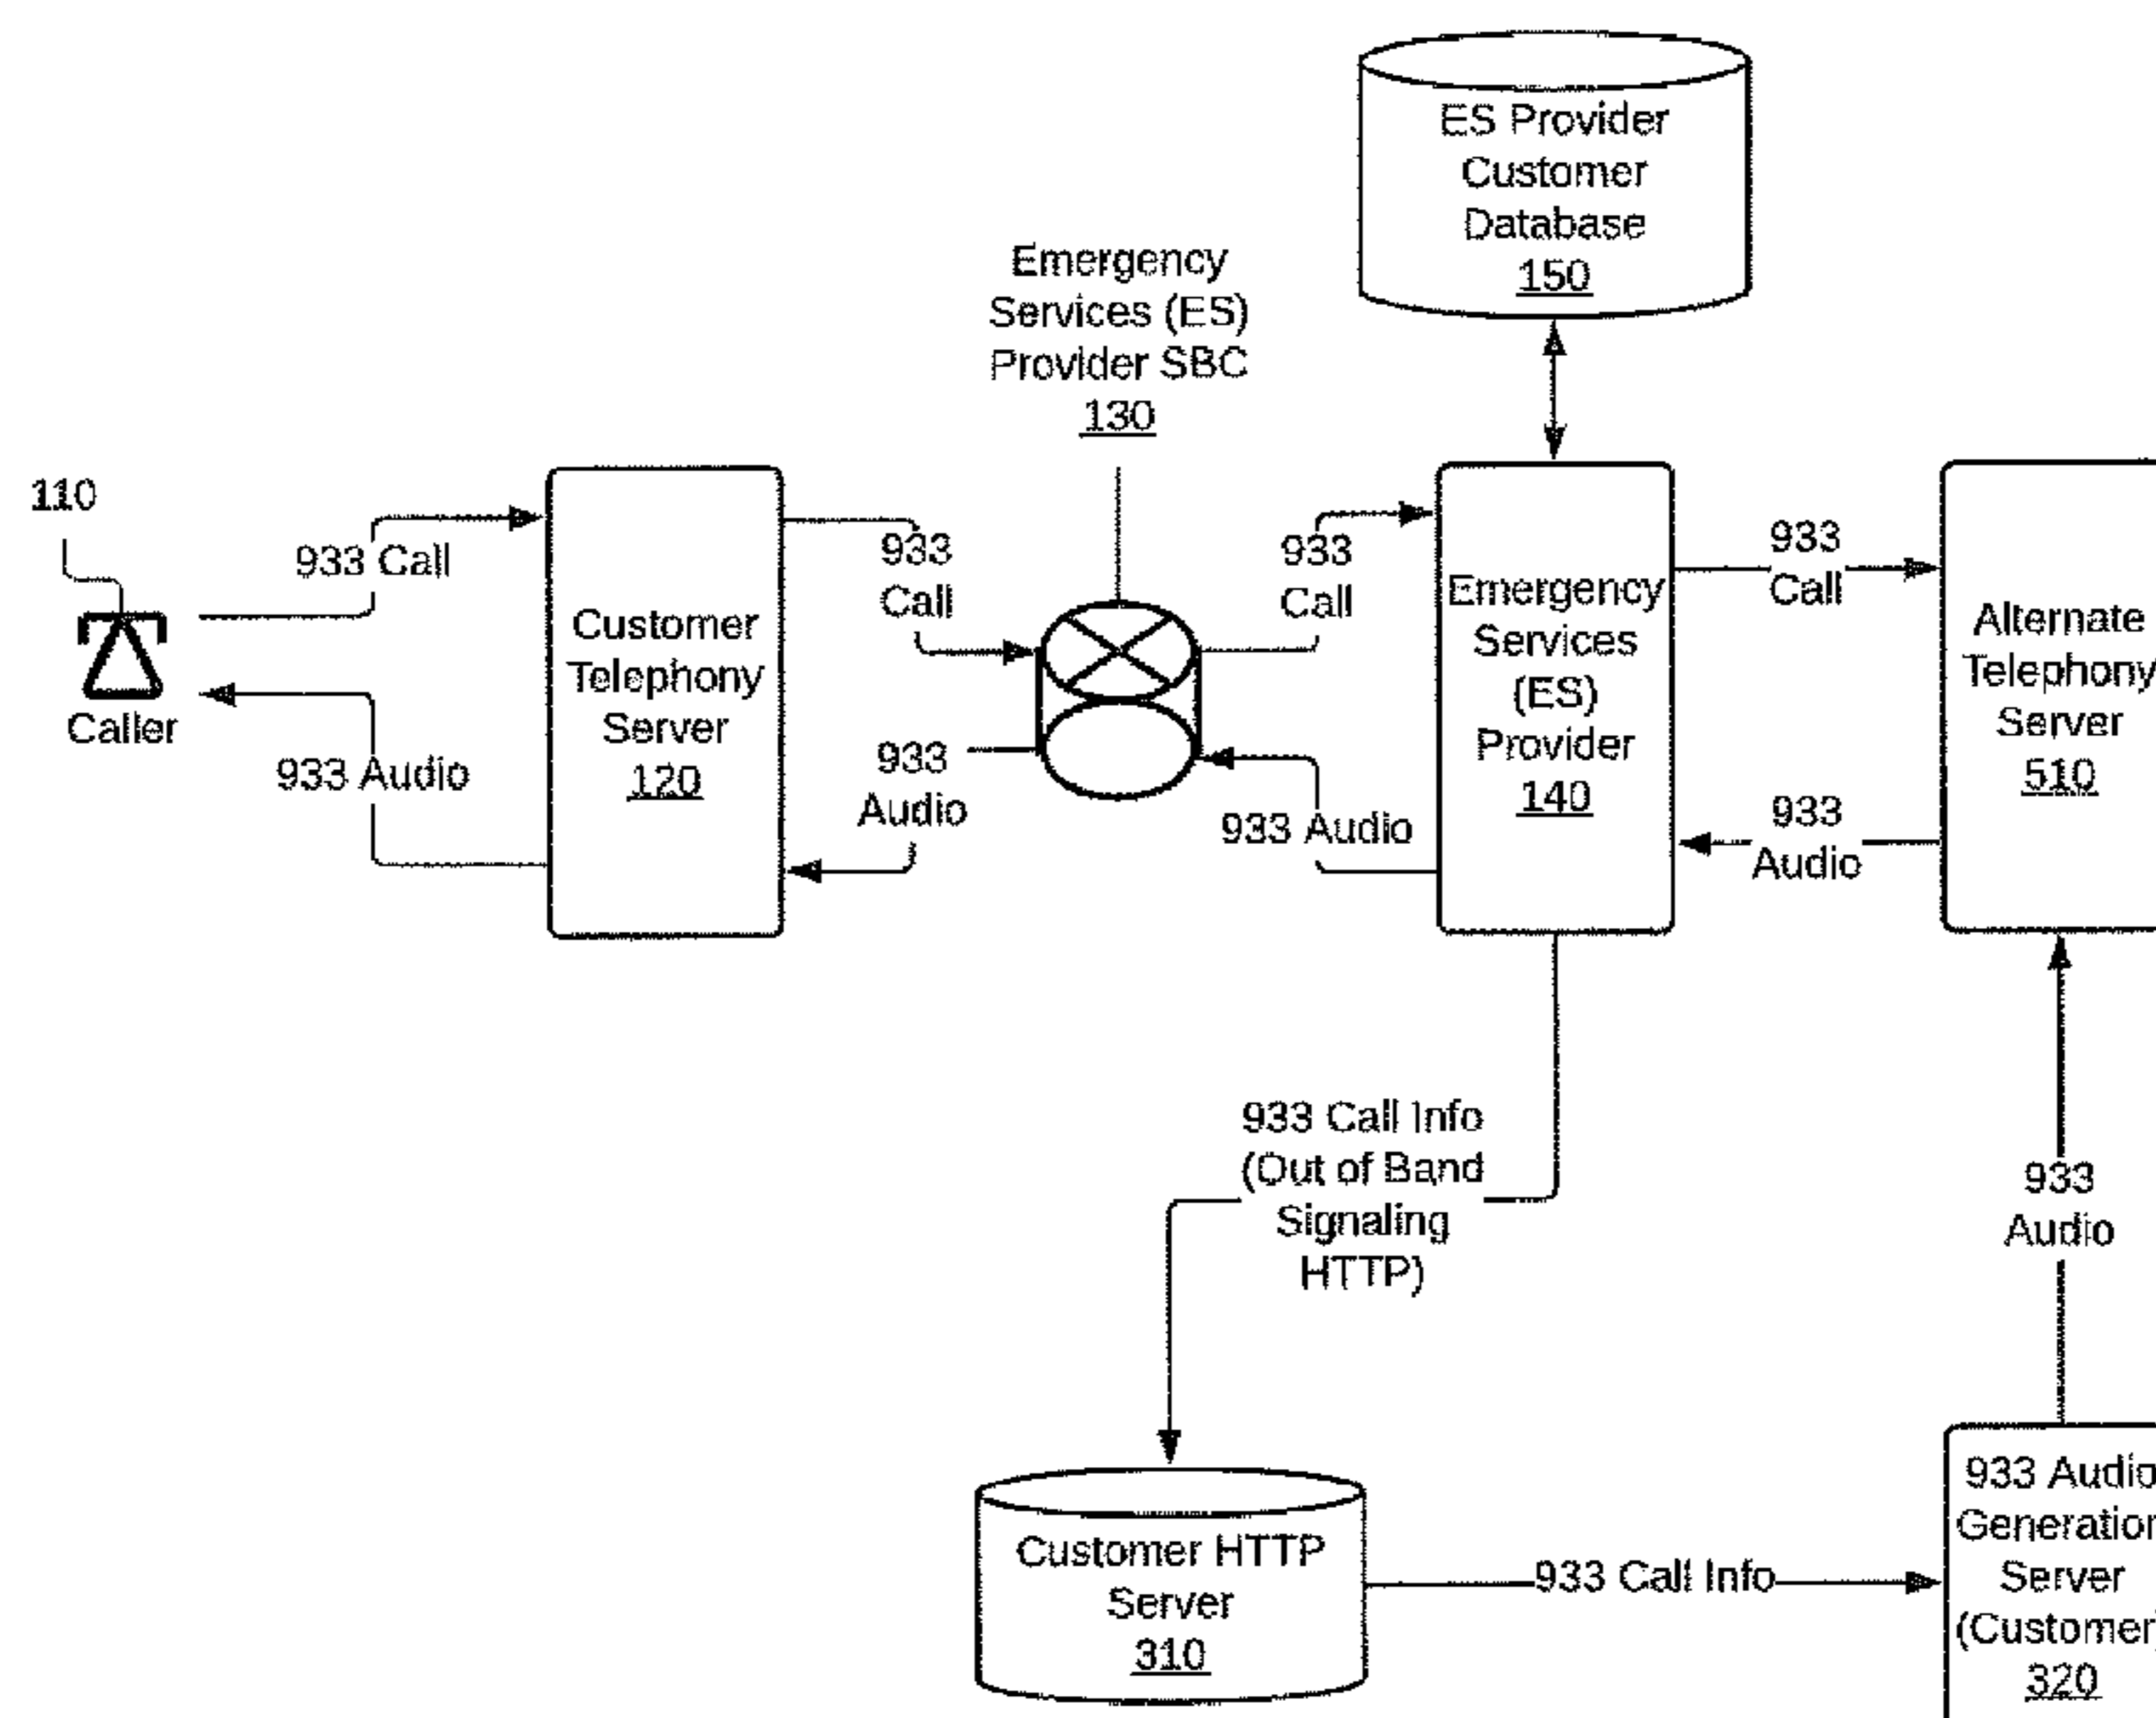 ES Provider
Customer
Database
150
Emergency
Services (ES)
Provider SBC
130
110
933 Call
Caller
933 Audio
Customer
Telephony
Server
120
933
Call
933
Audio
933
Call
933 Audio
Emergency
Services
(ES)
Provider
140
933
Call
933
Audio
Alternate
Telephony
Server
510
933 Call Info
(Out of Band
Signaling
HTTP)
933
Audio
Customer HTTP
Server
310
933 Call Info
933 Audio
Generation
Server
(Customer)
320